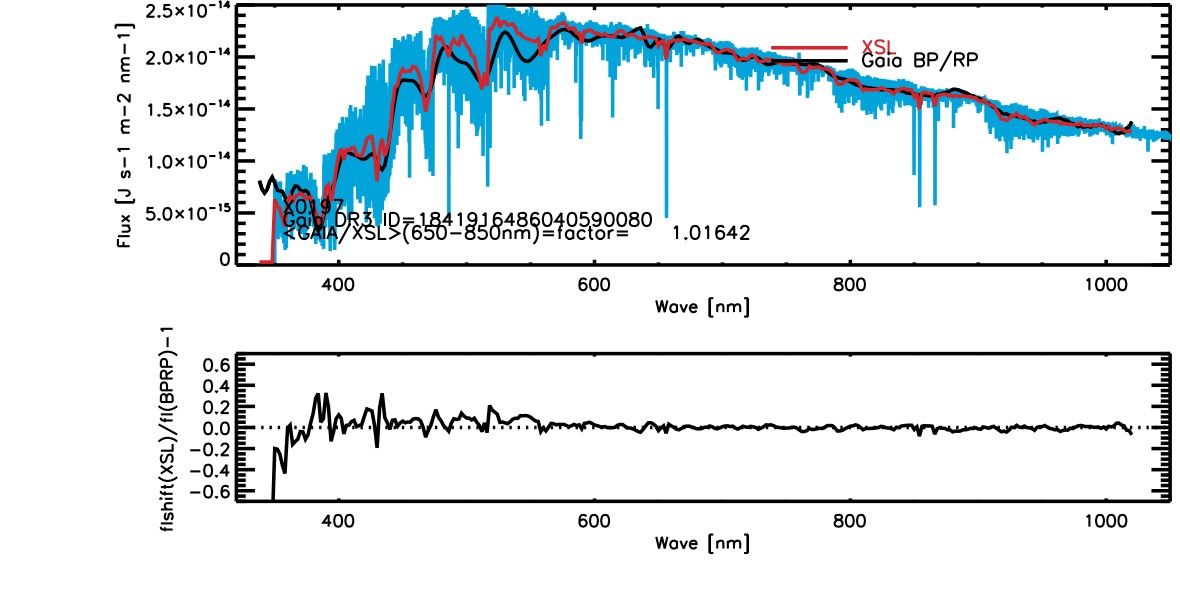 2.5×10⁻¹⁴
2.0×10⁻¹⁴
1.5×10⁻¹⁴
1.0×10⁻¹⁴
5.0×10⁻¹⁵
0
Flux [J s−1 m−2 nm−1]
XSL
Gaia BP/RP
X0197
Gaia DR3 ID=1841916486040590080
<GAIA/XSL>(650−850nm)=factor= 1.01642
400 600 800 1000
Wave [nm]
flshift(XSL)/fl(BPRP)−1
0.6
0.4
0.2
0.0
−0.2
−0.4
−0.6
400 600 800 1000
Wave [nm]